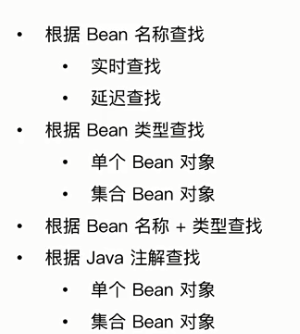 • 根据 Bean 名称查找
• 实时查找
• 延迟查找
• 根据 Bean 类型查找
• 单个 Bean 对象
• 集合 Bean 对象
• 根据 Bean 名称 + 类型查找
• 根据 Java 注解查找
• 单个 Bean 对象
• 集合 Bean 对象